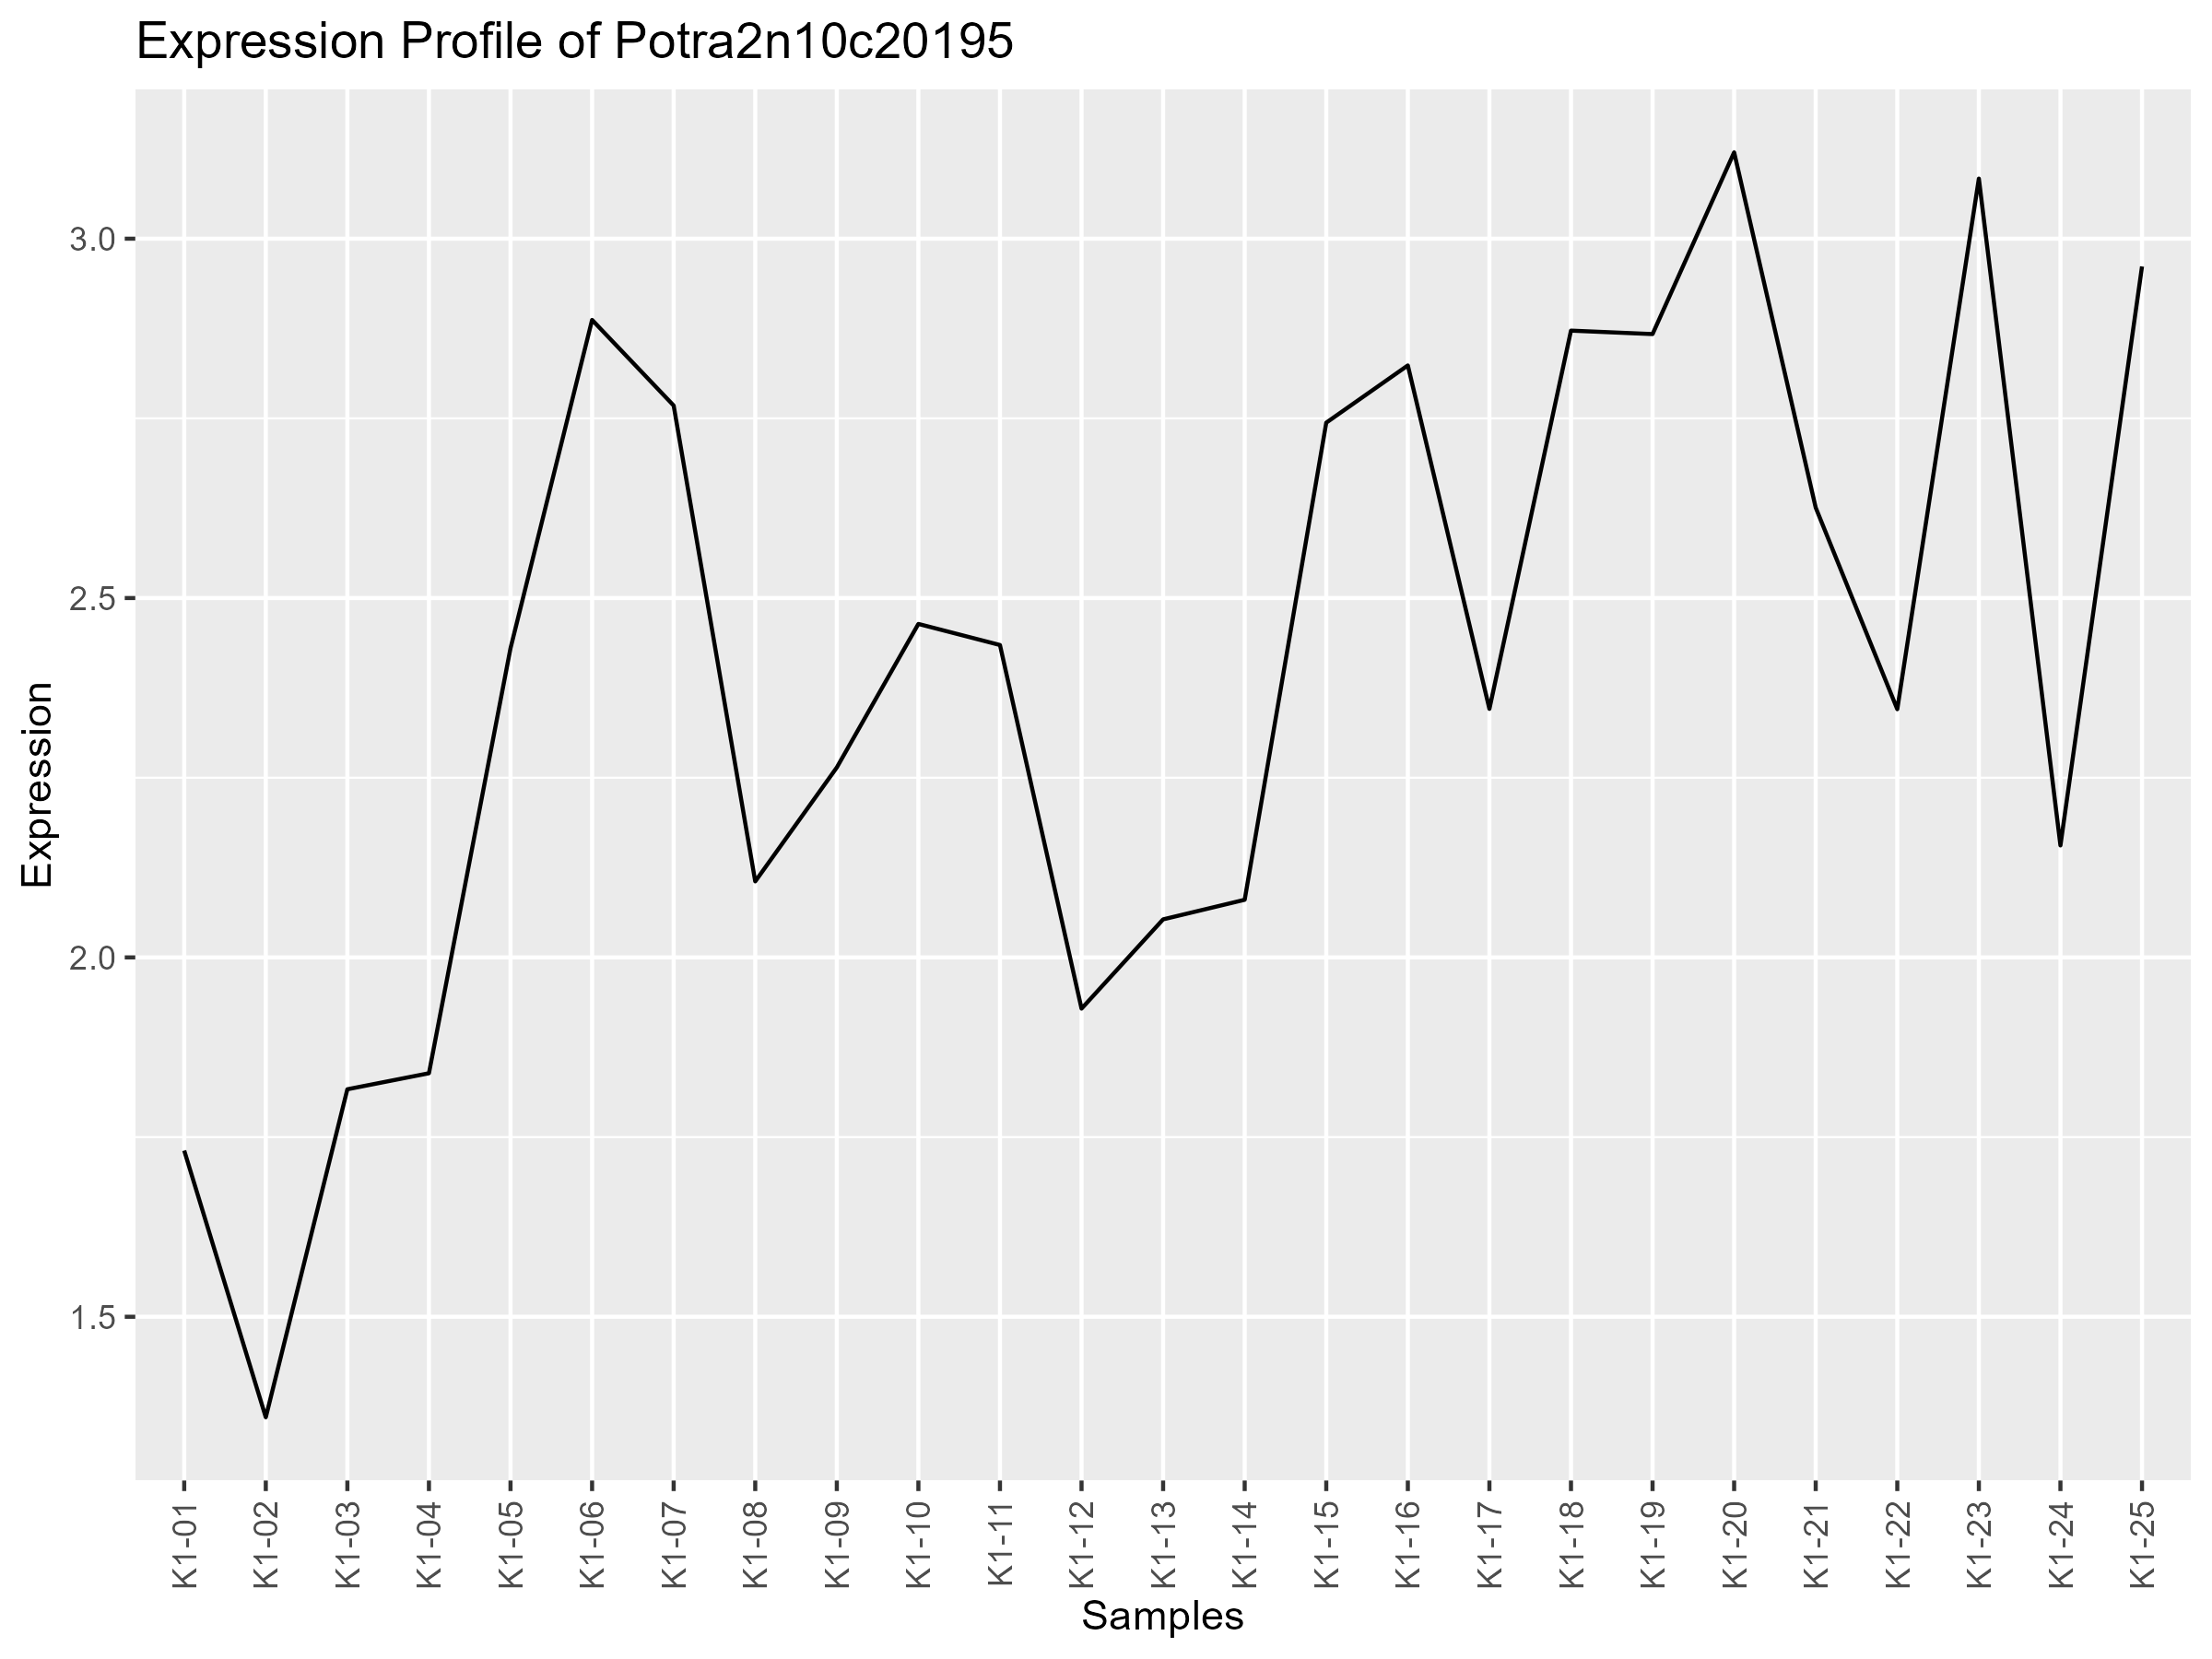 Expression Profile of Potra2n10c20195
Expression
3.0
2.5
2.0
1.5
K1-01
K1-02
K1-03
K1-04
K1-05
K1-06
K1-07
K1-08
K1-09
K1-10
K1-11
K1-12
K1-13
K1-14
K1-15
K1-16
K1-17
K1-18
K1-19
K1-20
K1-21
K1-22
K1-23
K1-24
K1-25
Samples